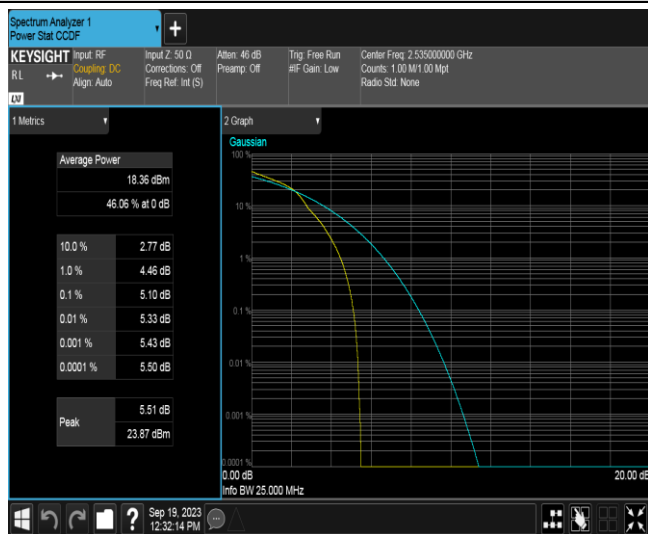 Spectrum Analyzer 1
Power Stat CCDF
KEYSIGHT
Input: RF
Coupling: DC
Align: Auto
Input Z: 50 Ω
Corrections: Off
Freq Ref: Int (S)
Atten: 46 dB
Preamp: Off
Trig: Free Run
#IF Gain: Low
Center Freq: 2.535000000 GHz
Counts: 1.00 M/1.00 Mpt
Radio Std: None
RL
LXI
1 Metrics
Average Power
18.36 dBm
46.06 % at 0 dB
10.0 % 2.77 dB
1.0 % 4.46 dB
0.1 % 5.10 dB
0.01 % 5.33 dB
0.001 % 5.43 dB
0.0001 % 5.50 dB
Peak
5.51 dB
23.87 dBm
2 Graph
Gaussian
100 %
10 %
1 %
0.1 %
0.01 %
0.001 %
0.0001 %
0.00 dB
20.00 dB
Info BW 25.000 MHz
?
Sep 19, 2023
12:32:14 PM